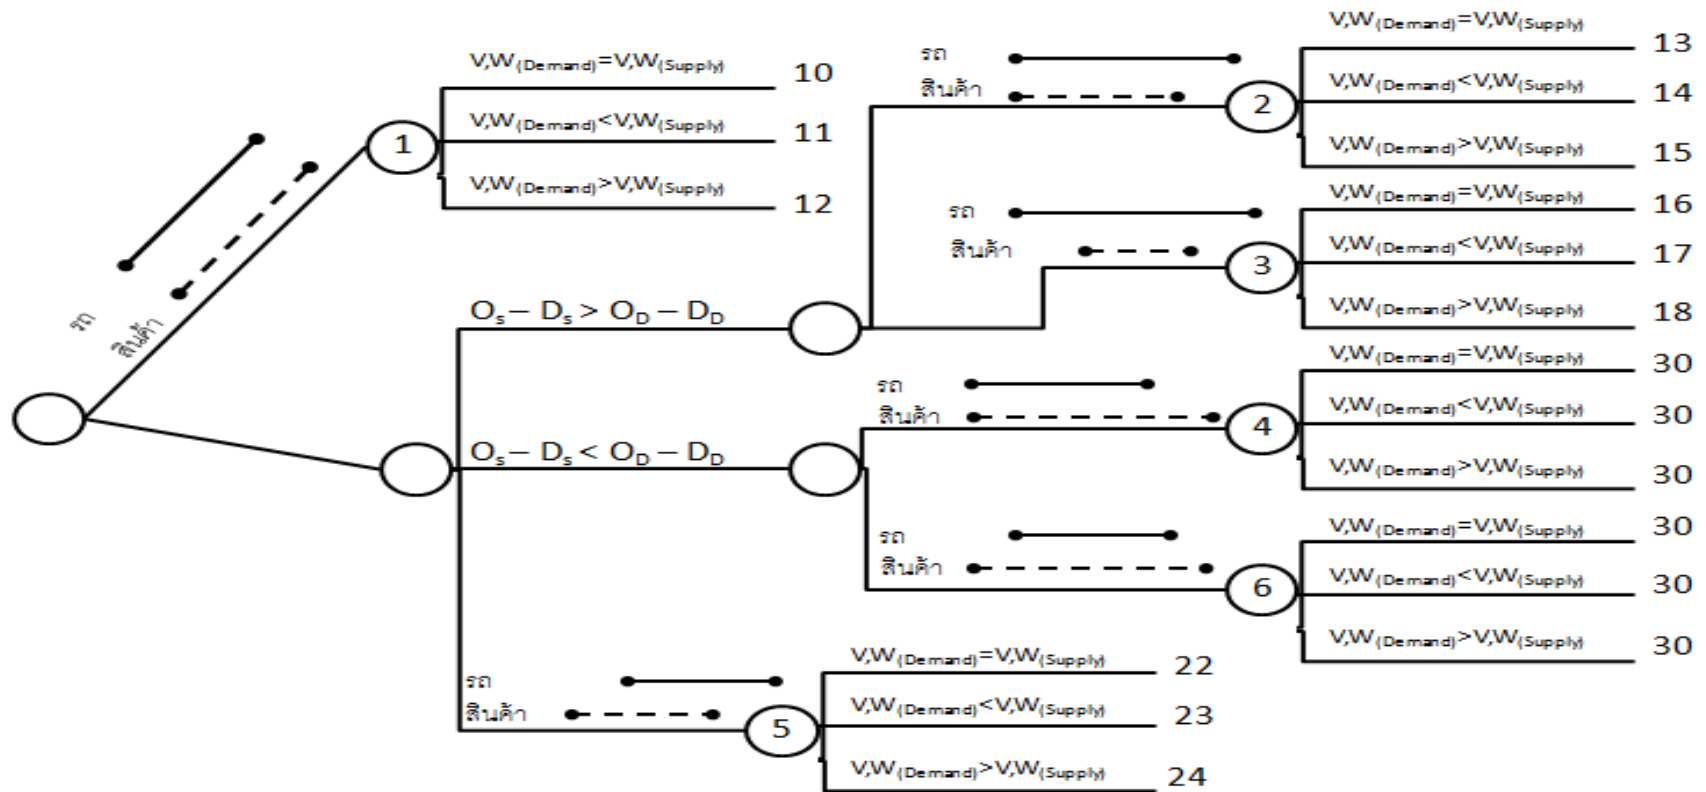 รถ
สินค้า
1
V,W(Demand)=V,W(Supply) 10
V,W(Demand)<V,W(Supply) 11
V,W(Demand)>V,W(Supply) 12
Os – Ds > OD – DD
รถ
สินค้า
2
V,W(Demand)=V,W(Supply) 13
V,W(Demand)<V,W(Supply) 14
V,W(Demand)>V,W(Supply) 15
รถ
สินค้า
3
V,W(Demand)=V,W(Supply) 16
V,W(Demand)<V,W(Supply) 17
V,W(Demand)>V,W(Supply) 18
Os – Ds < OD – DD
รถ
สินค้า
4
V,W(Demand)=V,W(Supply) 30
V,W(Demand)<V,W(Supply) 30
V,W(Demand)>V,W(Supply) 30
รถ
สินค้า
6
V,W(Demand)=V,W(Supply) 30
V,W(Demand)<V,W(Supply) 30
V,W(Demand)>V,W(Supply) 30
รถ
สินค้า
5
V,W(Demand)=V,W(Supply) 22
V,W(Demand)<V,W(Supply) 23
V,W(Demand)>V,W(Supply) 24